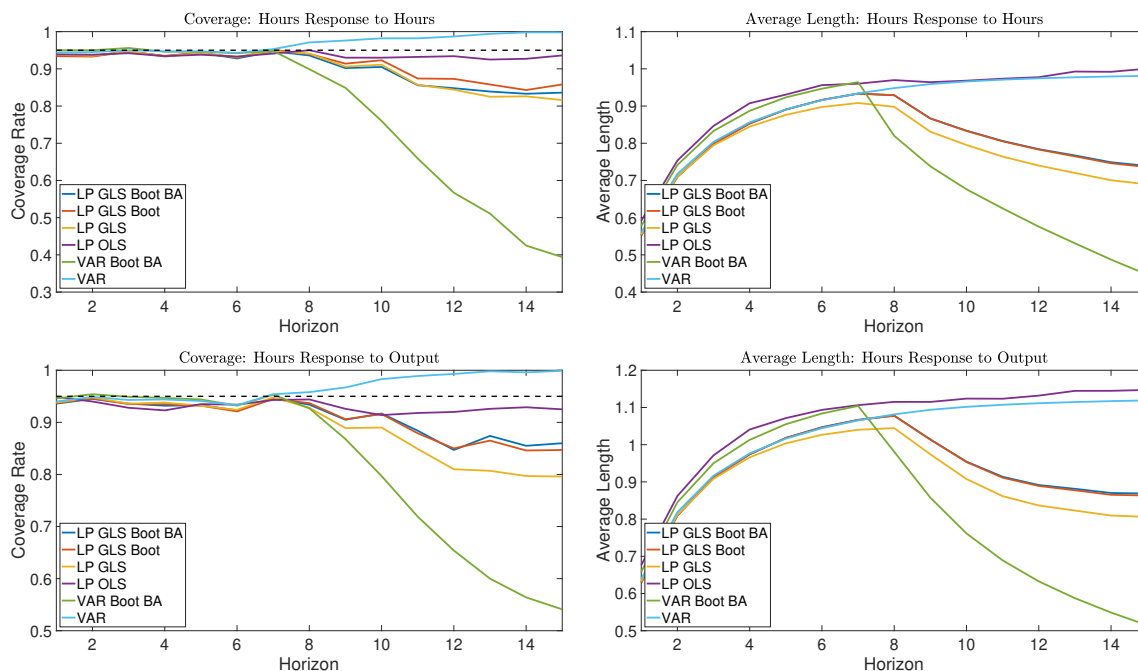 Coverage: Hours Response to Hours
Coverage Rate
1
0.9
0.8
0.7
0.6
0.5
0.4
0.3
LP GLS Boot BA
LP GLS Boot
LP GLS
LP OLS
VAR Boot BA
VAR
2 4 6 8 10 12 14
Horizon
Average Length: Hours Response to Hours
Average Length
1.1
1
0.9
0.8
0.7
0.6
0.5
0.4
LP GLS Boot BA
LP GLS Boot
LP GLS
LP OLS
VAR Boot BA
VAR
2 4 6 8 10 12 14
Horizon
Coverage: Hours Response to Output
Coverage Rate
1
0.9
0.8
0.7
0.6
0.5
LP GLS Boot BA
LP GLS Boot
LP GLS
LP OLS
VAR Boot BA
VAR
2 4 6 8 10 12 14
Horizon
Average Length: Hours Response to Output
Average Length
1.2
1.1
1
0.9
0.8
0.7
0.6
0.5
LP GLS Boot BA
LP GLS Boot
LP GLS
LP OLS
VAR Boot BA
VAR
2 4 6 8 10 12 14
Horizon